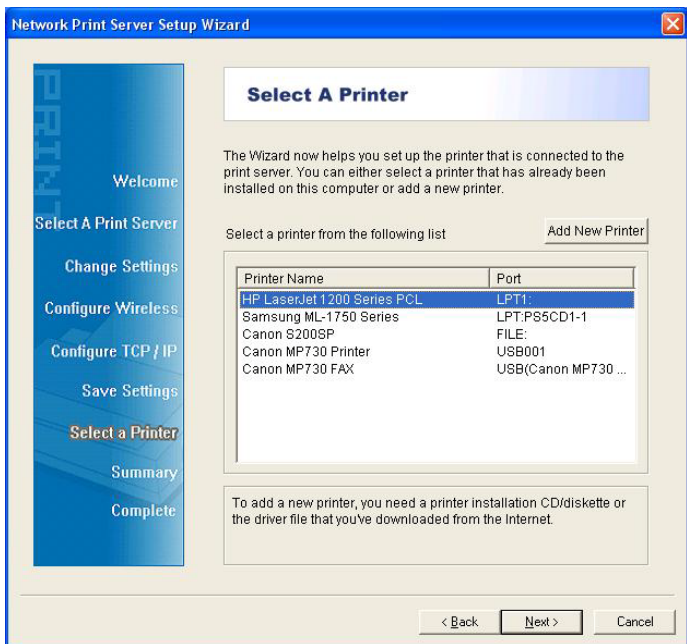 Network Print Server Setup Wizard
PRINT
Welcome
Select A Print Server
Change Settings
Configure Wireless
Configure TCP / IP
Save Settings
Select a Printer
Summary
Complete
Select A Printer
The Wizard now helps you set up the printer that is connected to the
print server. You can either select a printer that has already been
installed on this computer or add a new printer.
Select a printer from the following list
Add New Printer
Printer Name Port
HP LaserJet 1200 Series PCL LPT1:
Samsung ML-1750 Series LPT:PS5CD1-1
Canon S200SP FILE:
Canon MP730 Printer USB001
Canon MP730 FAX USB(Canon MP730 ...
To add a new printer, you need a printer installation CD/diskette or
the driver file that you've downloaded from the Internet.
< Back Next > Cancel